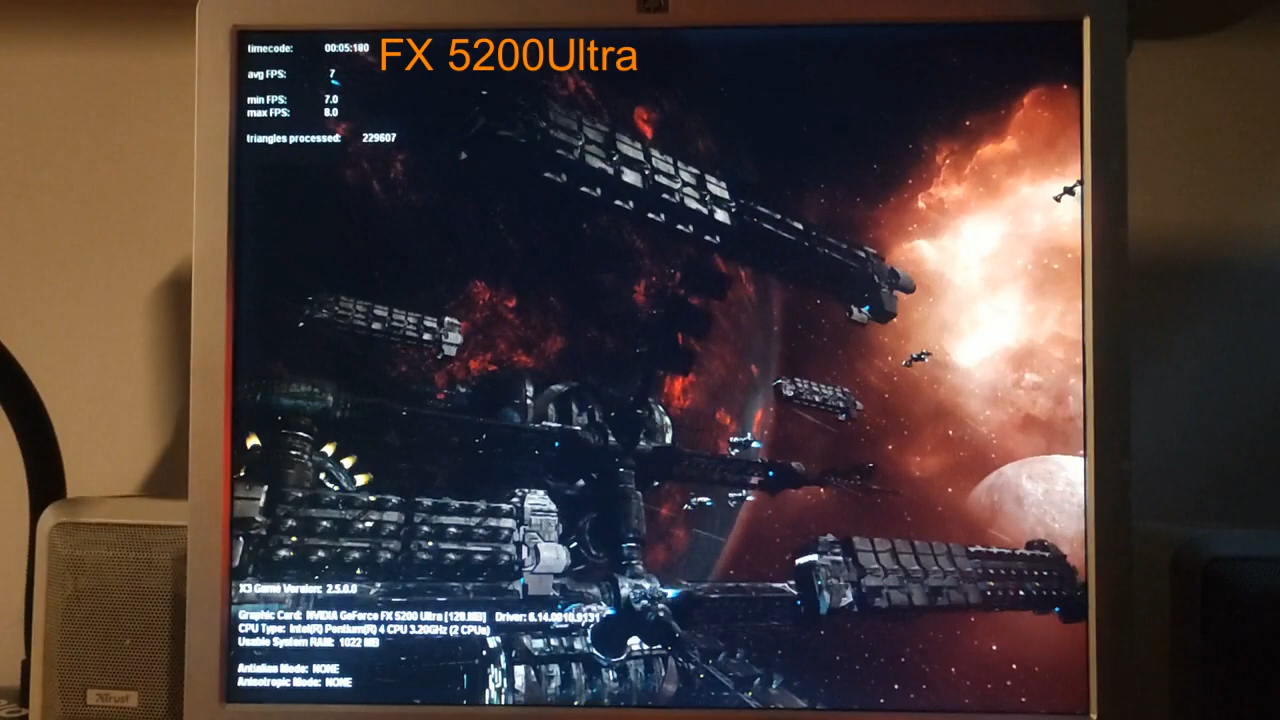 timecode: 00:05:180
FX 5200Ultra
avg FPS: 7
min FPS: 7.0
max FPS: 8.0
triangles processed: 229607
X3 Game Version: 2.5.0.0
Graphic Card: NVIDIA GeForce FX 5200 Ultra [128 MB] Driver: 6.14.0010.9131
CPU Type: Intel(R) Pentium(R) 4 CPU 3.20GHz (2 CPUs)
Usable System RAM: 1022 MB
Antialias Mode: NONE
Anisotropic Mode: NONE
Trust